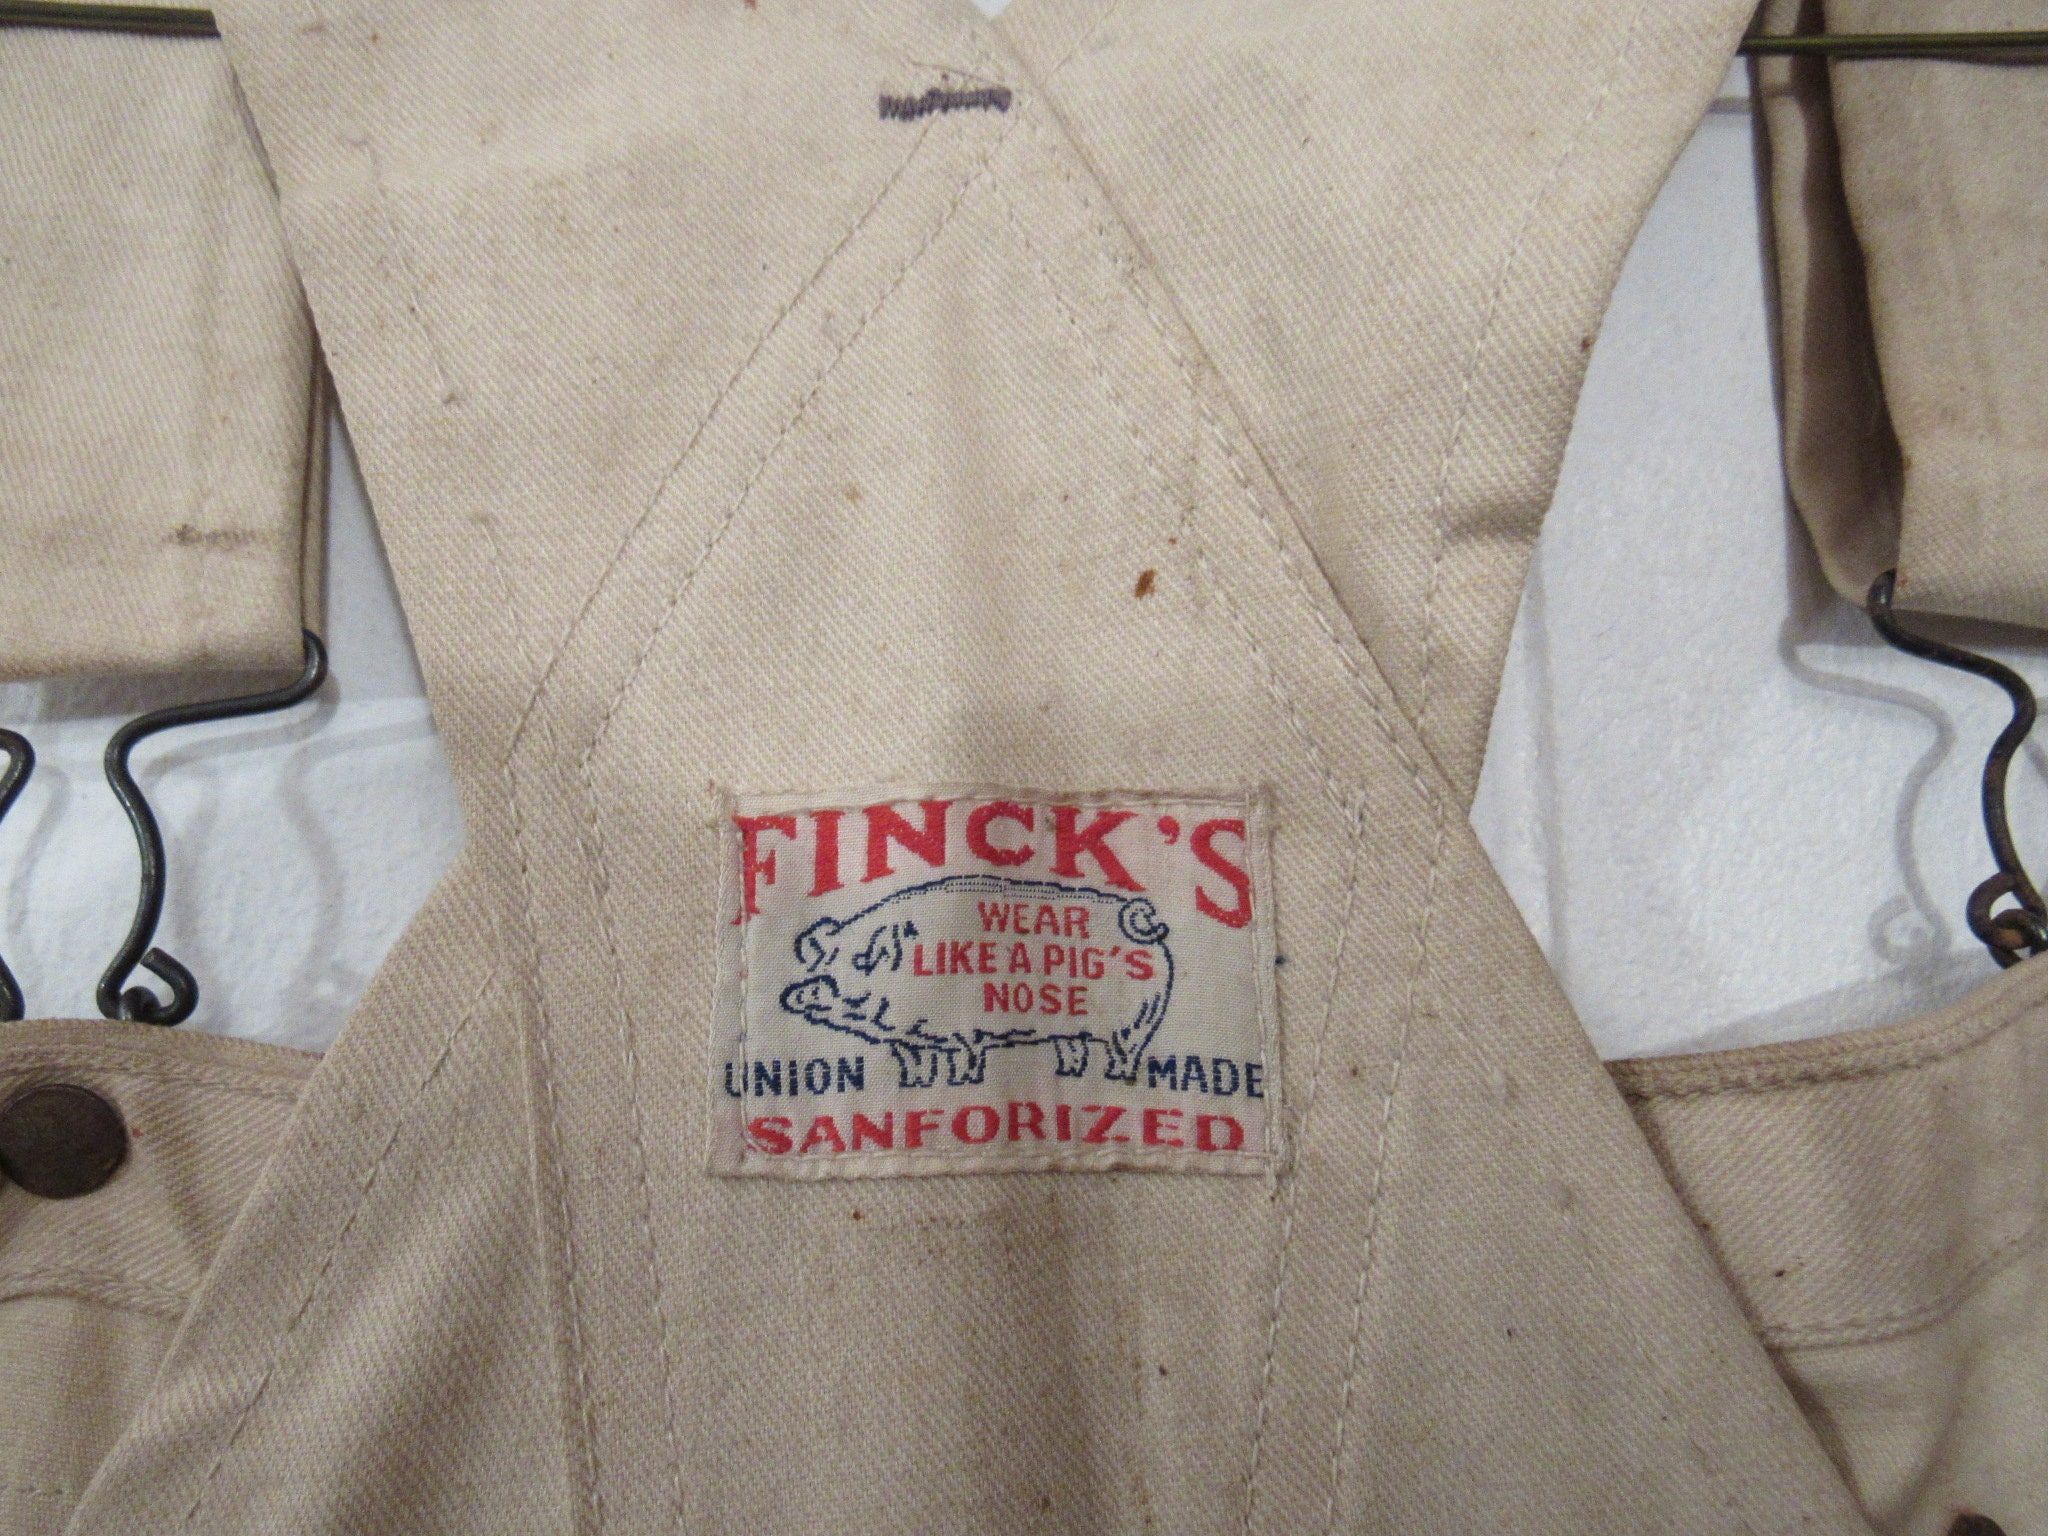 FINCK'S
WEAR
LIKE A PIG'S
NOSE
UNION MADE
SANFORIZED